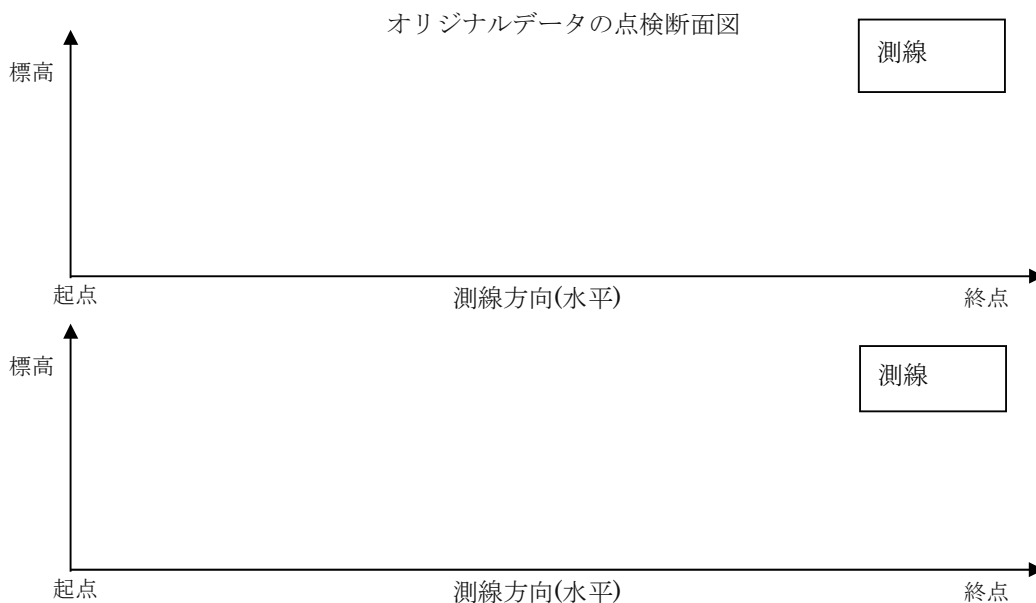 オリジナルデータの点検断面図
測線
標高
起点
測線方向(水平)
終点
測線
標高
起点
測線方向(水平)
終点